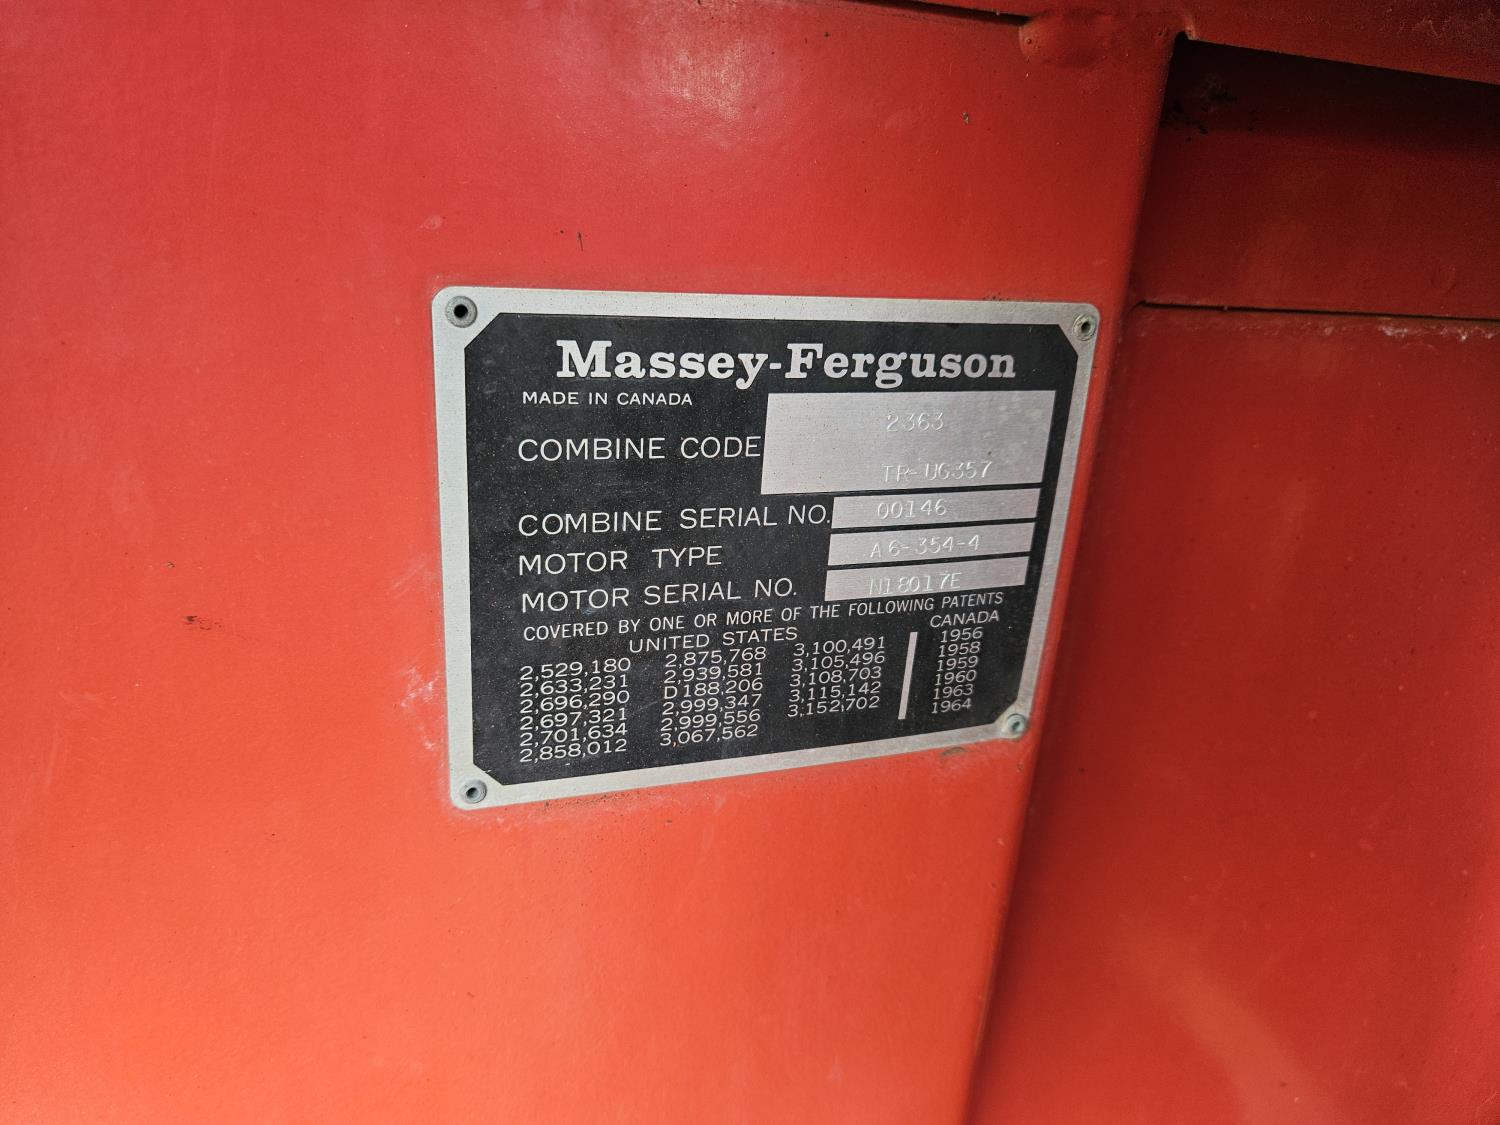 Massey-Ferguson
MADE IN CANADA
COMBINE CODE 2363
TR-UG357
COMBINE SERIAL NO. 00146
MOTOR TYPE A6-354-4
MOTOR SERIAL NO. N18017E
COVERED BY ONE OR MORE OF THE FOLLOWING PATENTS
UNITED STATES CANADA
2,529,180 2,875,768 3,100,491 1956
2,633,231 2,939,581 3,105,496 1958
2,696,290 D188,206 3,108,703 1959
2,697,321 2,999,347 3,115,142 1960
2,701,634 2,999,556 3,152,702 1963
2,858,012 3,067,562 1964